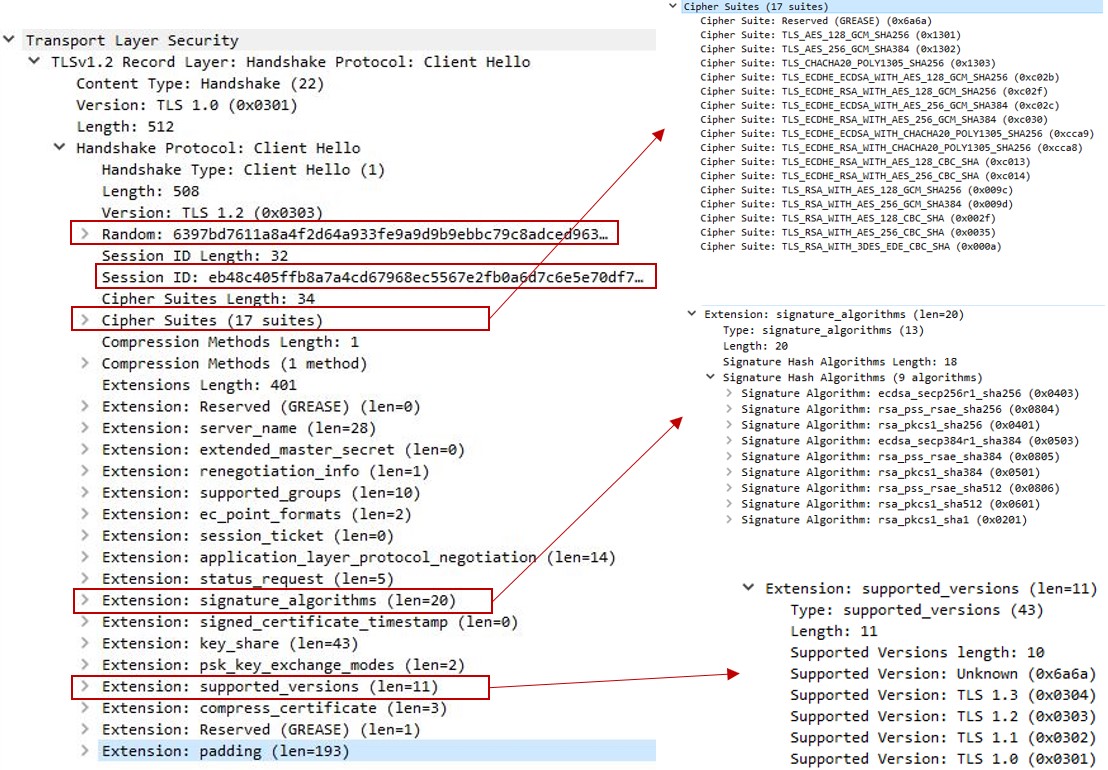 Transport Layer Security
TLSv1.2 Record Layer: Handshake Protocol: Client Hello
Content Type: Handshake (22)
Version: TLS 1.0 (0x0301)
Length: 512
Handshake Protocol: Client Hello
Handshake Type: Client Hello (1)
Length: 508
Version: TLS 1.2 (0x0303)
Random: 6397bd7611a8a4f2d64a933fe9a9d9b9ebbc79c8adced963…
Session ID Length: 32
Session ID: eb48c405ffb8a7a4cd67968ec5567e2fb0a6d7c6e5e70df7…
Cipher Suites Length: 34
Cipher Suites (17 suites)
Compression Methods Length: 1
Compression Methods (1 method)
Extensions Length: 401
Extension: Reserved (GREASE) (len=0)
Extension: server_name (len=28)
Extension: extended_master_secret (len=0)
Extension: renegotiation_info (len=1)
Extension: supported_groups (len=10)
Extension: ec_point_formats (len=2)
Extension: session_ticket (len=0)
Extension: application_layer_protocol_negotiation (len=14)
Extension: status_request (len=5)
Extension: signature_algorithms (len=20)
Extension: signed_certificate_timestamp (len=0)
Extension: key_share (len=43)
Extension: psk_key_exchange_modes (len=2)
Extension: supported_versions (len=11)
Extension: compress_certificate (len=3)
Extension: Reserved (GREASE) (len=1)
Extension: padding (len=193)
Cipher Suites (17 suites)
Cipher Suite: Reserved (GREASE) (0x6a6a)
Cipher Suite: TLS_AES_128_GCM_SHA256 (0x1301)
Cipher Suite: TLS_AES_256_GCM_SHA384 (0x1302)
Cipher Suite: TLS_CHACHA20_POLY1305_SHA256 (0x1303)
Cipher Suite: TLS_ECDHE_ECDSA_WITH_AES_128_GCM_SHA256 (0xc02b)
Cipher Suite: TLS_ECDHE_RSA_WITH_AES_128_GCM_SHA256 (0xc02f)
Cipher Suite: TLS_ECDHE_ECDSA_WITH_AES_256_GCM_SHA384 (0xc02c)
Cipher Suite: TLS_ECDHE_RSA_WITH_AES_256_GCM_SHA384 (0xc030)
Cipher Suite: TLS_ECDHE_ECDSA_WITH_CHACHA20_POLY1305_SHA256 (0xcca9)
Cipher Suite: TLS_ECDHE_RSA_WITH_CHACHA20_POLY1305_SHA256 (0xcca8)
Cipher Suite: TLS_ECDHE_RSA_WITH_AES_128_CBC_SHA (0xc013)
Cipher Suite: TLS_ECDHE_RSA_WITH_AES_256_CBC_SHA (0xc014)
Cipher Suite: TLS_RSA_WITH_AES_128_GCM_SHA256 (0x009c)
Cipher Suite: TLS_RSA_WITH_AES_256_GCM_SHA384 (0x009d)
Cipher Suite: TLS_RSA_WITH_AES_128_CBC_SHA (0x002f)
Cipher Suite: TLS_RSA_WITH_AES_256_CBC_SHA (0x0035)
Cipher Suite: TLS_RSA_WITH_3DES_EDE_CBC_SHA (0x000a)
Extension: signature_algorithms (len=20)
Type: signature_algorithms (13)
Length: 20
Signature Hash Algorithms Length: 18
Signature Hash Algorithms (9 algorithms)
Signature Algorithm: ecdsa_secp256r1_sha256 (0x0403)
Signature Algorithm: rsa_pss_rsae_sha256 (0x0804)
Signature Algorithm: rsa_pkcs1_sha256 (0x0401)
Signature Algorithm: ecdsa_secp384r1_sha384 (0x0503)
Signature Algorithm: rsa_pss_rsae_sha384 (0x0805)
Signature Algorithm: rsa_pkcs1_sha384 (0x0501)
Signature Algorithm: rsa_pss_rsae_sha512 (0x0806)
Signature Algorithm: rsa_pkcs1_sha512 (0x0601)
Signature Algorithm: rsa_pkcs1_sha1 (0x0201)
Extension: supported_versions (len=11)
Type: supported_versions (43)
Length: 11
Supported Versions length: 10
Supported Version: Unknown (0x6a6a)
Supported Version: TLS 1.3 (0x0304)
Supported Version: TLS 1.2 (0x0303)
Supported Version: TLS 1.1 (0x0302)
Supported Version: TLS 1.0 (0x0301)